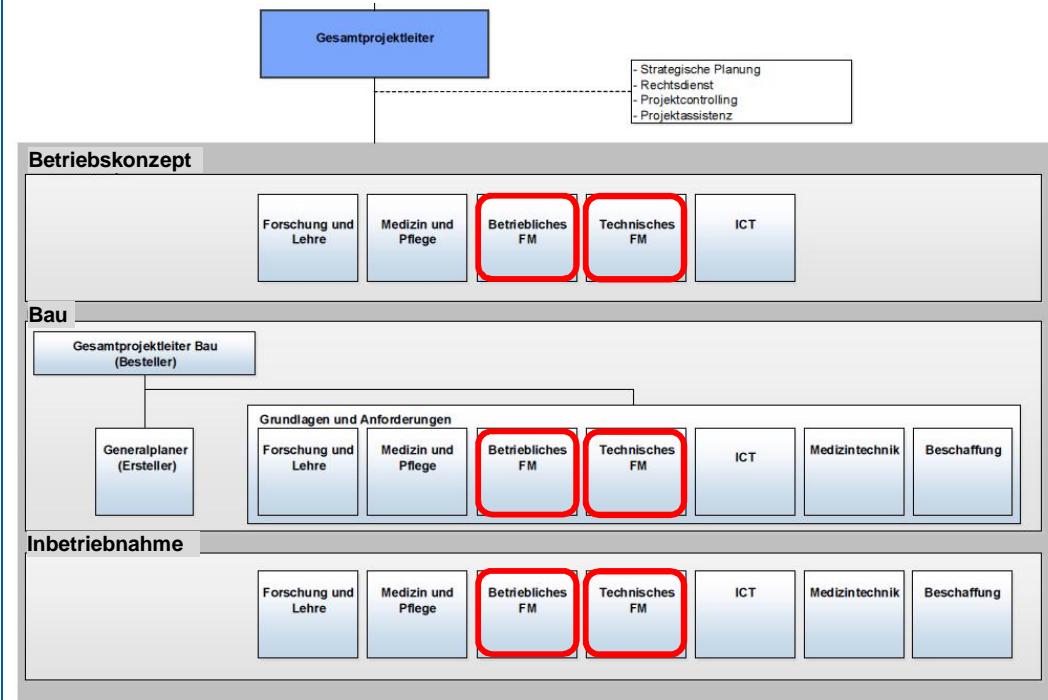 Gesamtprojektleiter
- Strategische Planung
- Rechtsdienst
- Projektcontrolling
- Projektassistenz
Betriebskonzept
Forschung und
Lehre
Medizin und
Pflege
Betriebliches
FM
Technisches
FM
ICT
Bau
Gesamtprojektleiter Bau
(Besteller)
Generalplaner
(Ersteller)
Grundlagen und Anforderungen
Forschung und
Lehre
Medizin und
Pflege
Betriebliches
FM
Technisches
FM
ICT
Medizintechnik
Beschaffung
Inbetriebnahme
Forschung und
Lehre
Medizin und
Pflege
Betriebliches
FM
Technisches
FM
ICT
Medizintechnik
Beschaffung